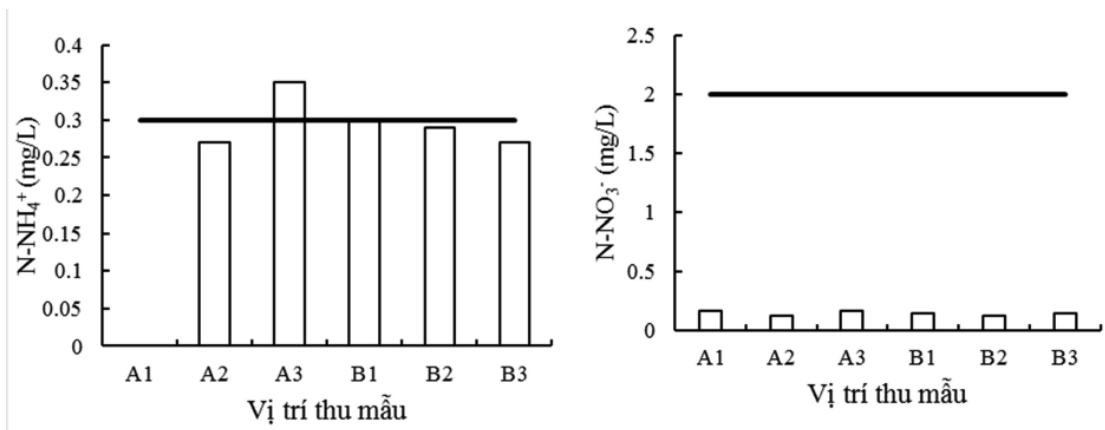 N-NH₄⁺ (mg/L)
0.4
0.35
0.3
0.25
0.2
0.15
0.1
0.05
0
A1 A2 A3 B1 B2 B3
Vị trí thu mẫu
N-NO₃⁻ (mg/L)
2.5
2
1.5
1
0.5
0
A1 A2 A3 B1 B2 B3
Vị trí thu mẫu